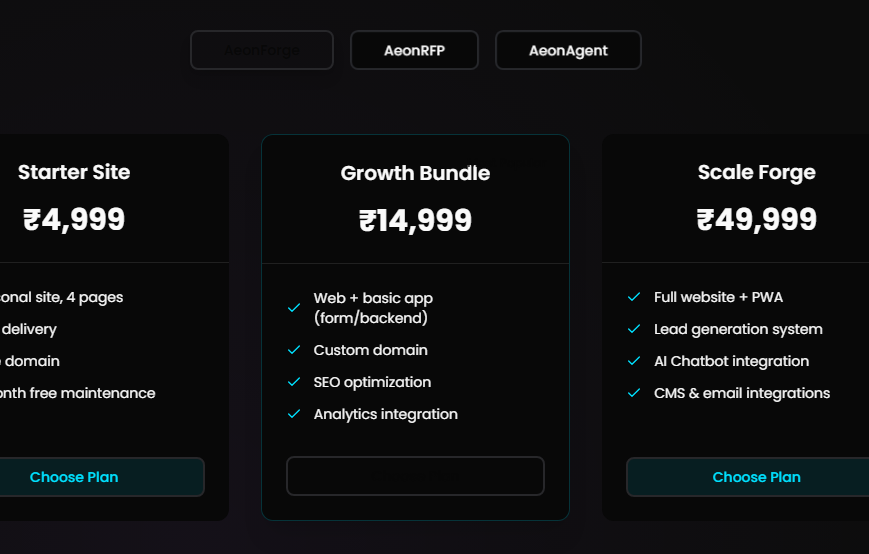 AeonForge
AeonRFP
AeonAgent
Starter Site
₹4,999
onal site, 4 pages
delivery
domain
onth free maintenance
Choose Plan
Growth Bundle
₹14,999
Web + basic app
(form/backend)
Custom domain
SEO optimization
Analytics integration
Scale Forge
₹49,999
Full website + PWA
Lead generation system
AI Chatbot integration
CMS & email integrations
Choose Plan